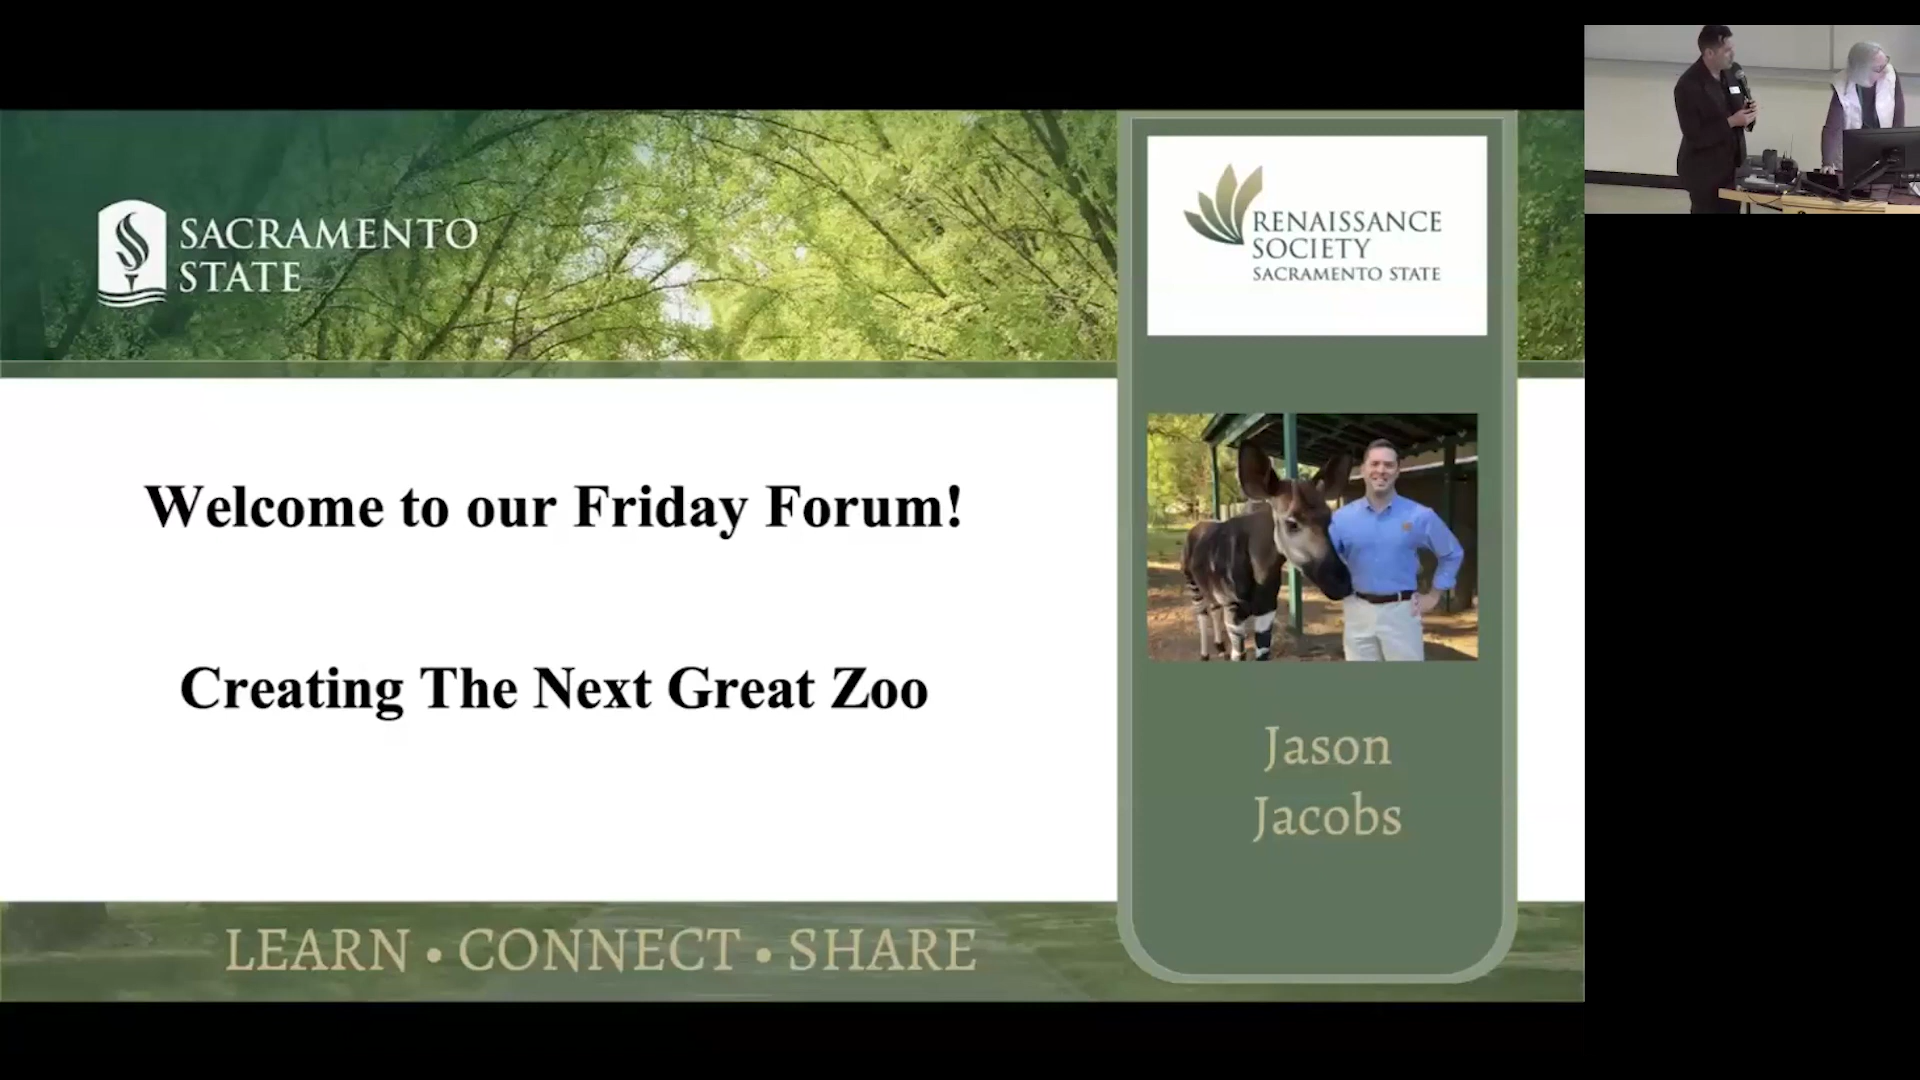 SACRAMENTO
STATE
RENAISSANCE
SOCIETY
SACRAMENTO STATE
Welcome to our Friday Forum!
Creating The Next Great Zoo
Jason
Jacobs
LEARN • CONNECT • SHARE